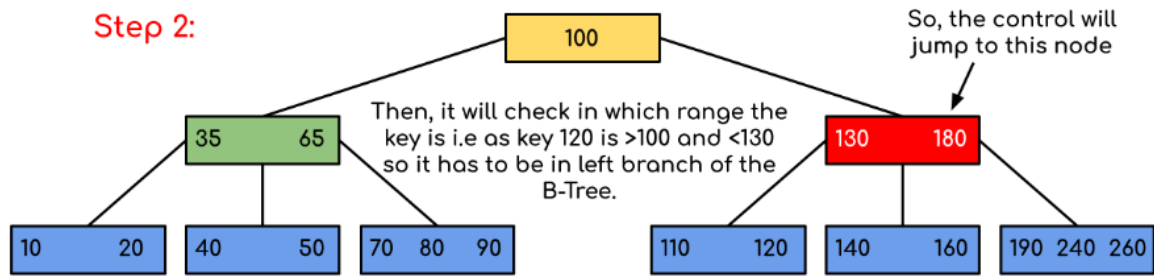 Step 2:
100
So, the control will
jump to this node
Then, it will check in which range the
key is i.e as key 120 is >100 and <130
so it has to be in left branch of the
B-Tree.
35 65
130 180
10 20
40 50
70 80 90
110 120
140 160
190 240 260